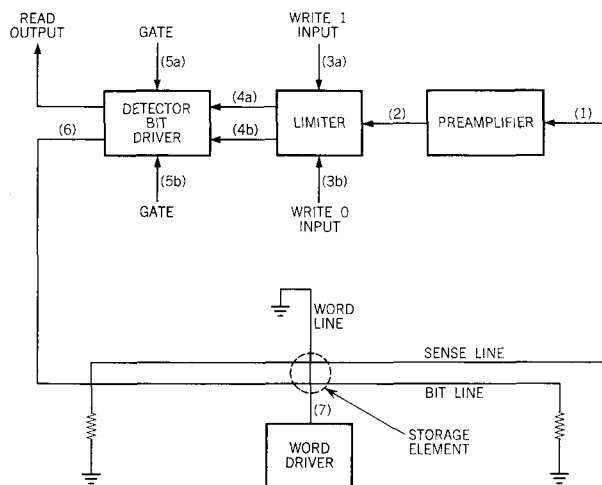 READ
OUTPUT
GATE
(5a)
WRITE I
INPUT
(3a)
DETECTOR
BIT
DRIVER
(4a)
(4b)
LIMITER
(2)
PREAMPLIFIER
(1)
(6)
(5b)
GATE
(3b)
WRITE 0
INPUT
WORD
LINE
SENSE LINE
BIT LINE
(7)
STORAGE
ELEMENT
WORD
DRIVER